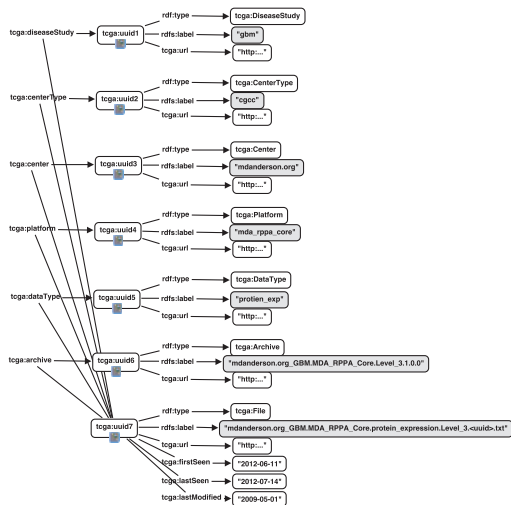 rdf:type
tcga:DiseaseStudy
tcga:diseaseStudy
tcga:uuid1
rdfs:label
"gbm"
tcga:url
"http:..."
rdf:type
tcga:CenterType
tcga:centerType
tcga:uuid2
rdfs:label
"cgcc"
tcga:url
"http:..."
rdf:type
tcga:Center
tcga:center
tcga:uuid3
rdfs:label
"mdanderson.org"
tcga:url
"http:..."
rdf:type
tcga:Platform
tcga:platform
tcga:uuid4
rdfs:label
"mda_rppa_core"
tcga:url
"http:..."
rdf:type
tcga:DataType
tcga:dataType
tcga:uuid5
rdfs:label
"protien_exp"
tcga:url
"http:..."
rdf:type
tcga:Archive
tcga:archive
tcga:uuid6
rdfs:label
"mdanderson.org_GBM.MDA_RPPA_Core.Level_3.1.0.0"
tcga:url
"http:..."
rdf:type
tcga:File
tcga:uuid7
rdfs:label
"mdanderson.org_GBM.MDA_RPPA_Core.protein_expression.Level_3.<uuid>.txt"
tcga:url
"http:..."
tcga:firstSeen
"2012-06-11"
tcga:lastSeen
"2012-07-14"
tcga:lastModified
"2009-05-01"